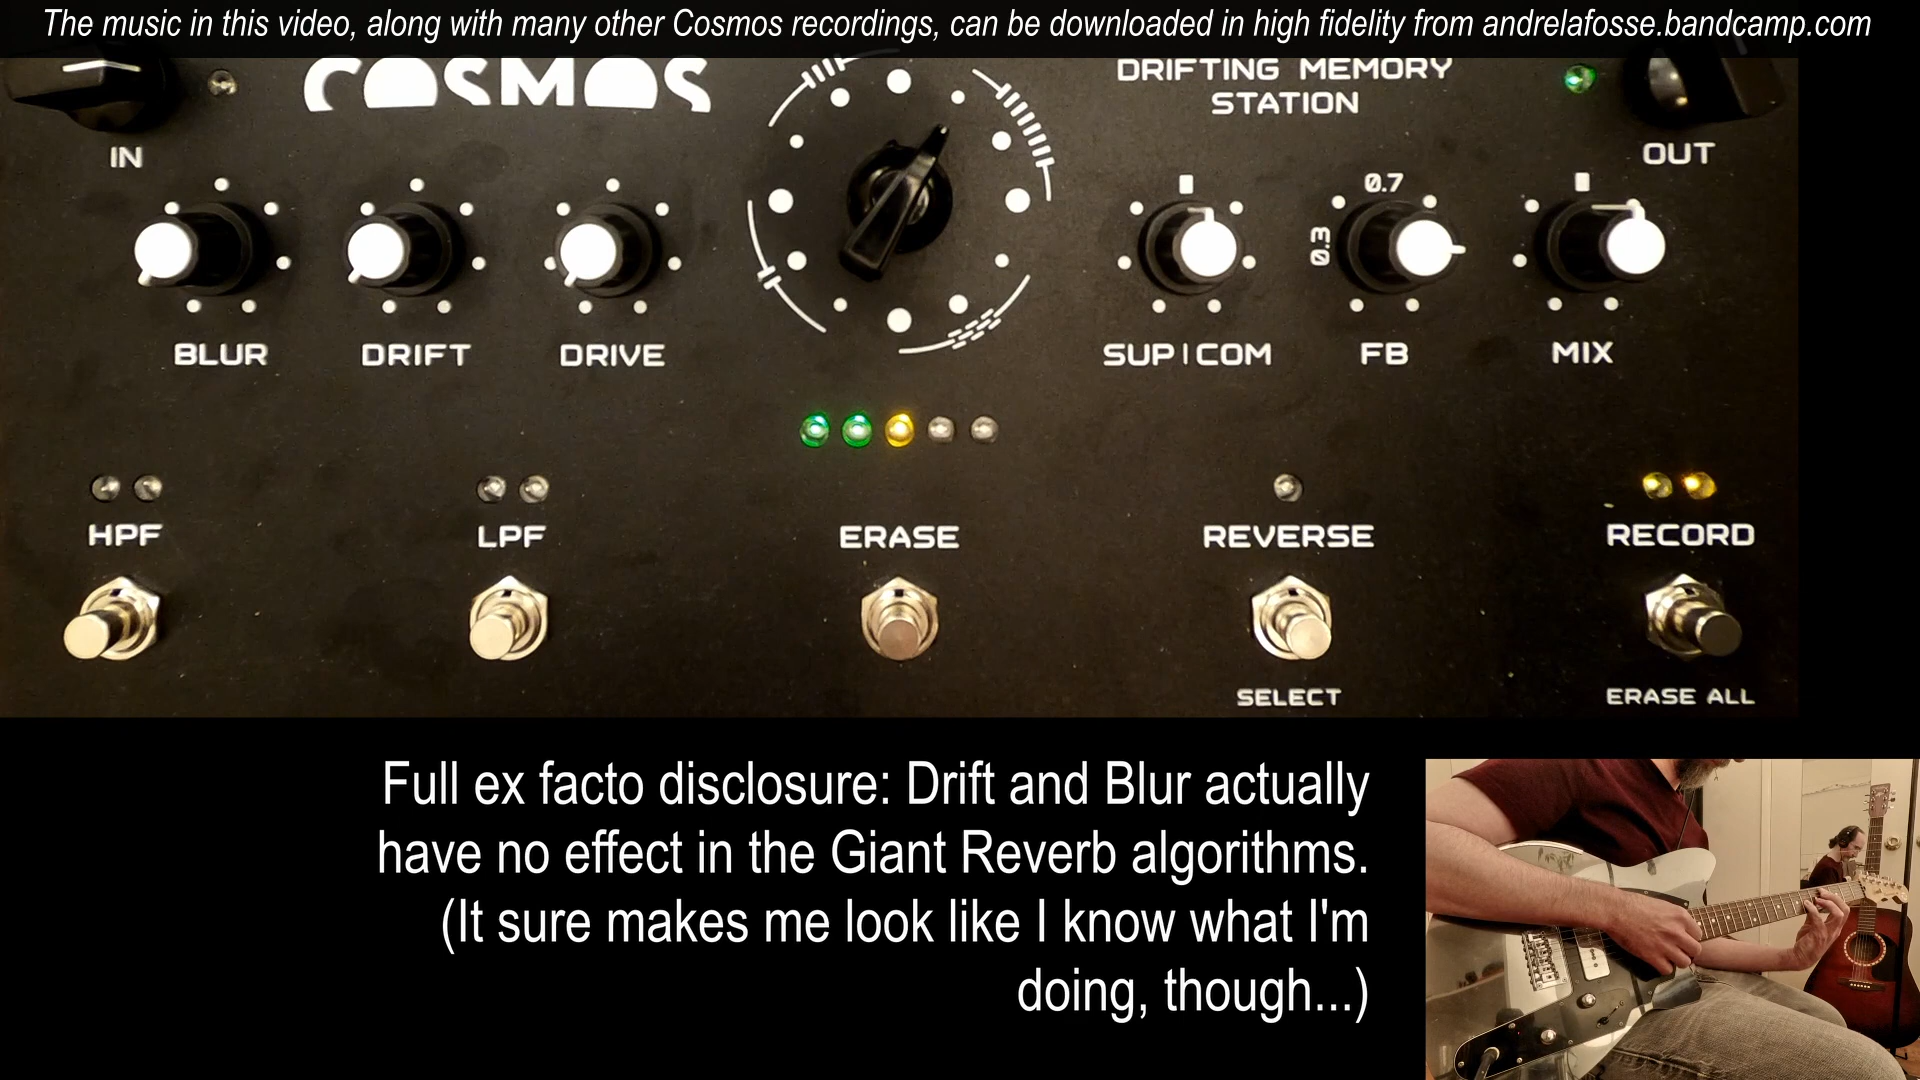 The music in this video, along with many other Cosmos recordings, can be downloaded in high fidelity from andrelafosse.bandcamp.com
COSMOS
DRIFTING MEMORY
STATION
IN
OUT
0.7
0.3
BLUR
DRIFT
DRIVE
SUP|COM
FB
MIX
HPF
LPF
ERASE
REVERSE
RECORD
SELECT
ERASE ALL
Full ex facto disclosure: Drift and Blur actually
have no effect in the Giant Reverb algorithms.
(It sure makes me look like I know what I'm
doing, though...)